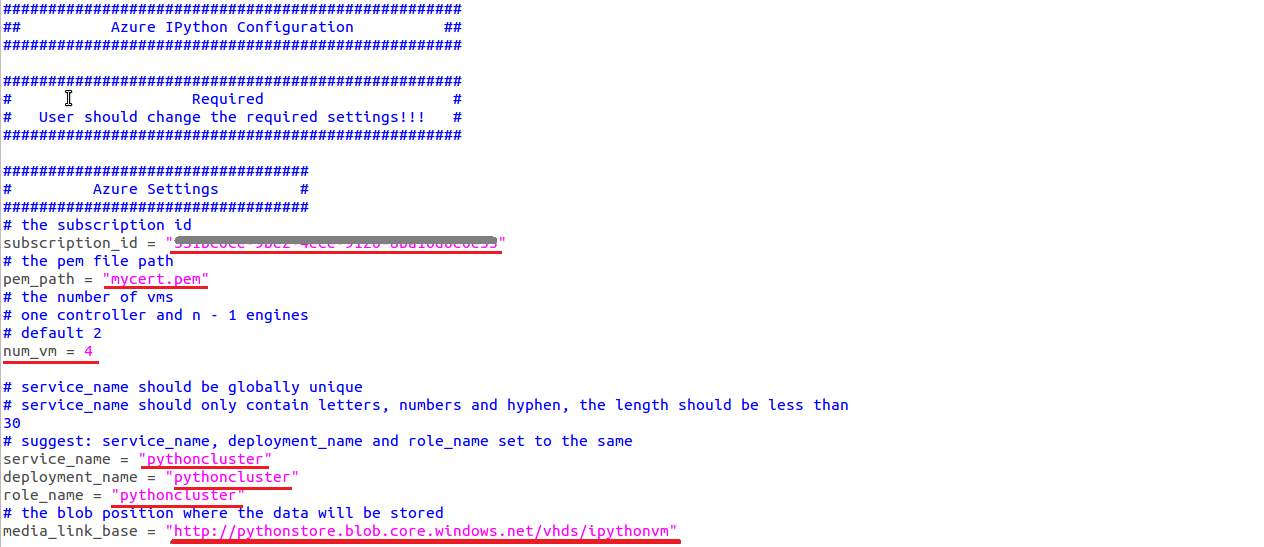 ###################################################
##          Azure IPython Configuration          ##
###################################################
###################################################
#                    Required                     #
#   User should change the required settings!!!   #
###################################################
##################################
#         Azure Settings         #
##################################
# the subscription id
subscription_id = "
# the pem file path
pem_path = "mycert.pem"
# the number of vms
# one controller and n - 1 engines
# default 2
num_vm = 4
# service_name should be globally unique
# service_name should only contain letters, numbers and hyphen, the length should be less than
30
# suggest: service_name, deployment_name and role_name set to the same
service_name = "pythoncluster"
deployment_name = "pythoncluster"
role_name = "pythoncluster"
# the blob position where the data will be stored
media_link_base = "http://pythonstore.blob.core.windows.net/vhds/ipythonvm"